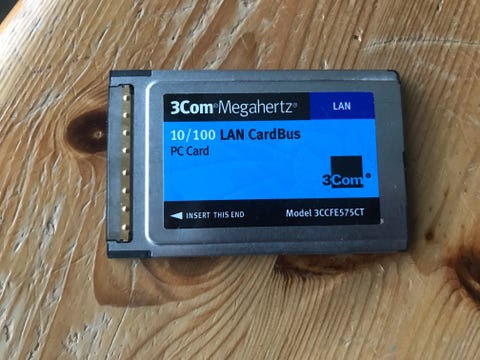 3Com® Megahertz® LAN
10/100 LAN CardBus
PC Card
3Com®
INSERT THIS END Model 3CCFE575CT